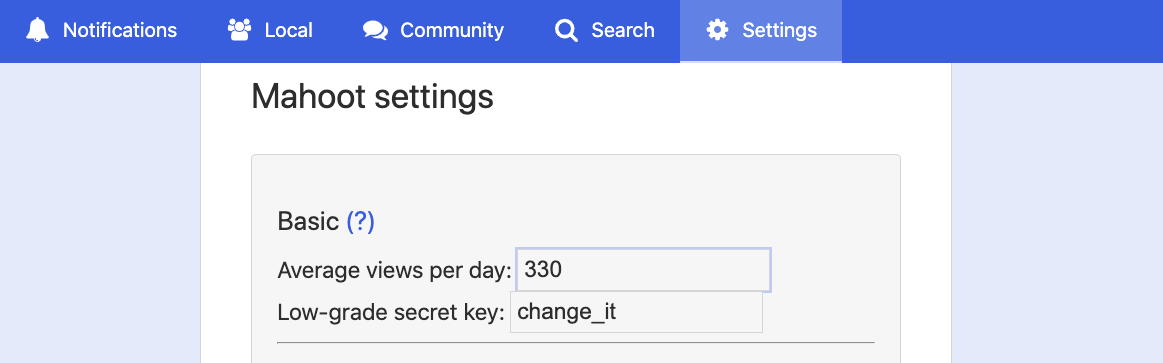 Notifications Local Community Search Settings
Mahoot settings
Basic (?)
Average views per day: 330
Low-grade secret key: change_it